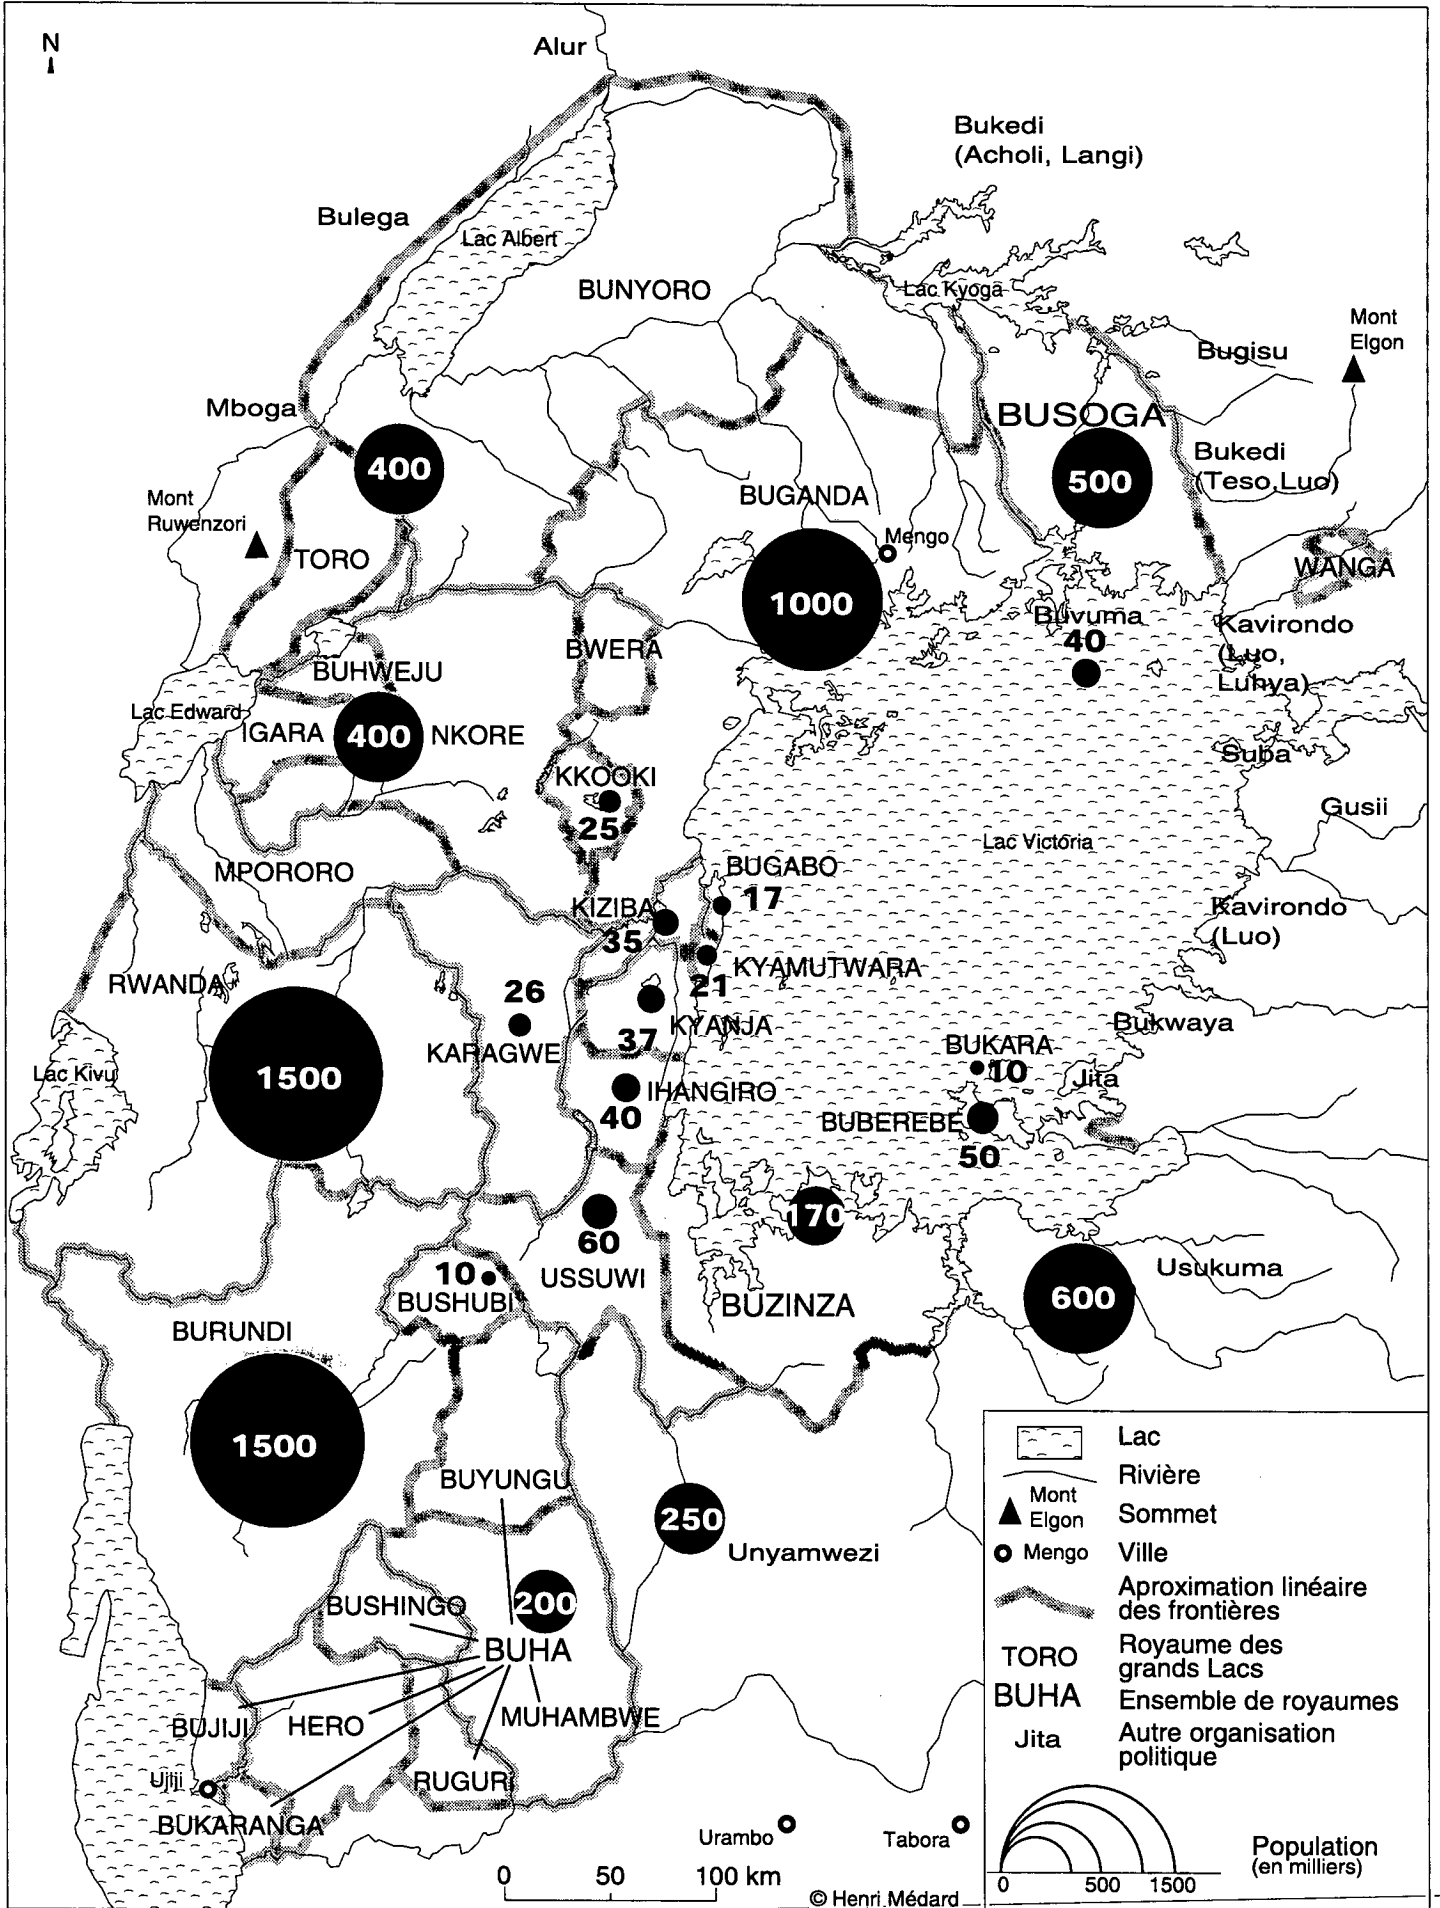 N
Alur
Bukedi
(Acholi, Langi)
Bulega
Lac Albert
BUNYORO
Lac Kyoga
Mont
Elgon
Bugisu
Mboga
BUSOGA
400
Bukedi
(Teso,Luo)
500
Mont
Ruwenzori
BUGANDA
Mengo
TORO
WANGA
1000
Buvuma
40
Kavirondo
(Luo,
Luhya)
BWERA
BUHWEJU
Lac Edward
IGARA
400
NKORE
Suba
KKOOKI
25
Gusii
Lac Victoria
MPORORO
BUGABO
17
KIZIBA
35
Kavirondo
(Luo)
KYAMUTWARA
21
RWANDA
26
KARAGWE
37
KYANJA
Bukwaya
BUKARA
10
Lac Kivu
1500
Jita
IHANGIRO
40
BUBEREBE
50
170
60
USSUWI
Usukuma
10
BUSHUBI
BUZINZA
600
BURUNDI
1500
BUYUNGU
250
Unyamwezi
BUSHINGO
200
BUHA
BUJIJI
HERO
MUHAMBWE
Ujiji
RUGURI
BUKARANGA
Urambo
Tabora
0 50 100 km
© Henri Médard
Lac
Rivière
Mont
Elgon
Sommet
Mengo
Ville
Aproximation linéaire
des frontières
TORO
Royaume des
grands Lacs
BUHA
Ensemble de royaumes
Jita
Autre organisation
politique
Population
(en milliers)
0 500 1500